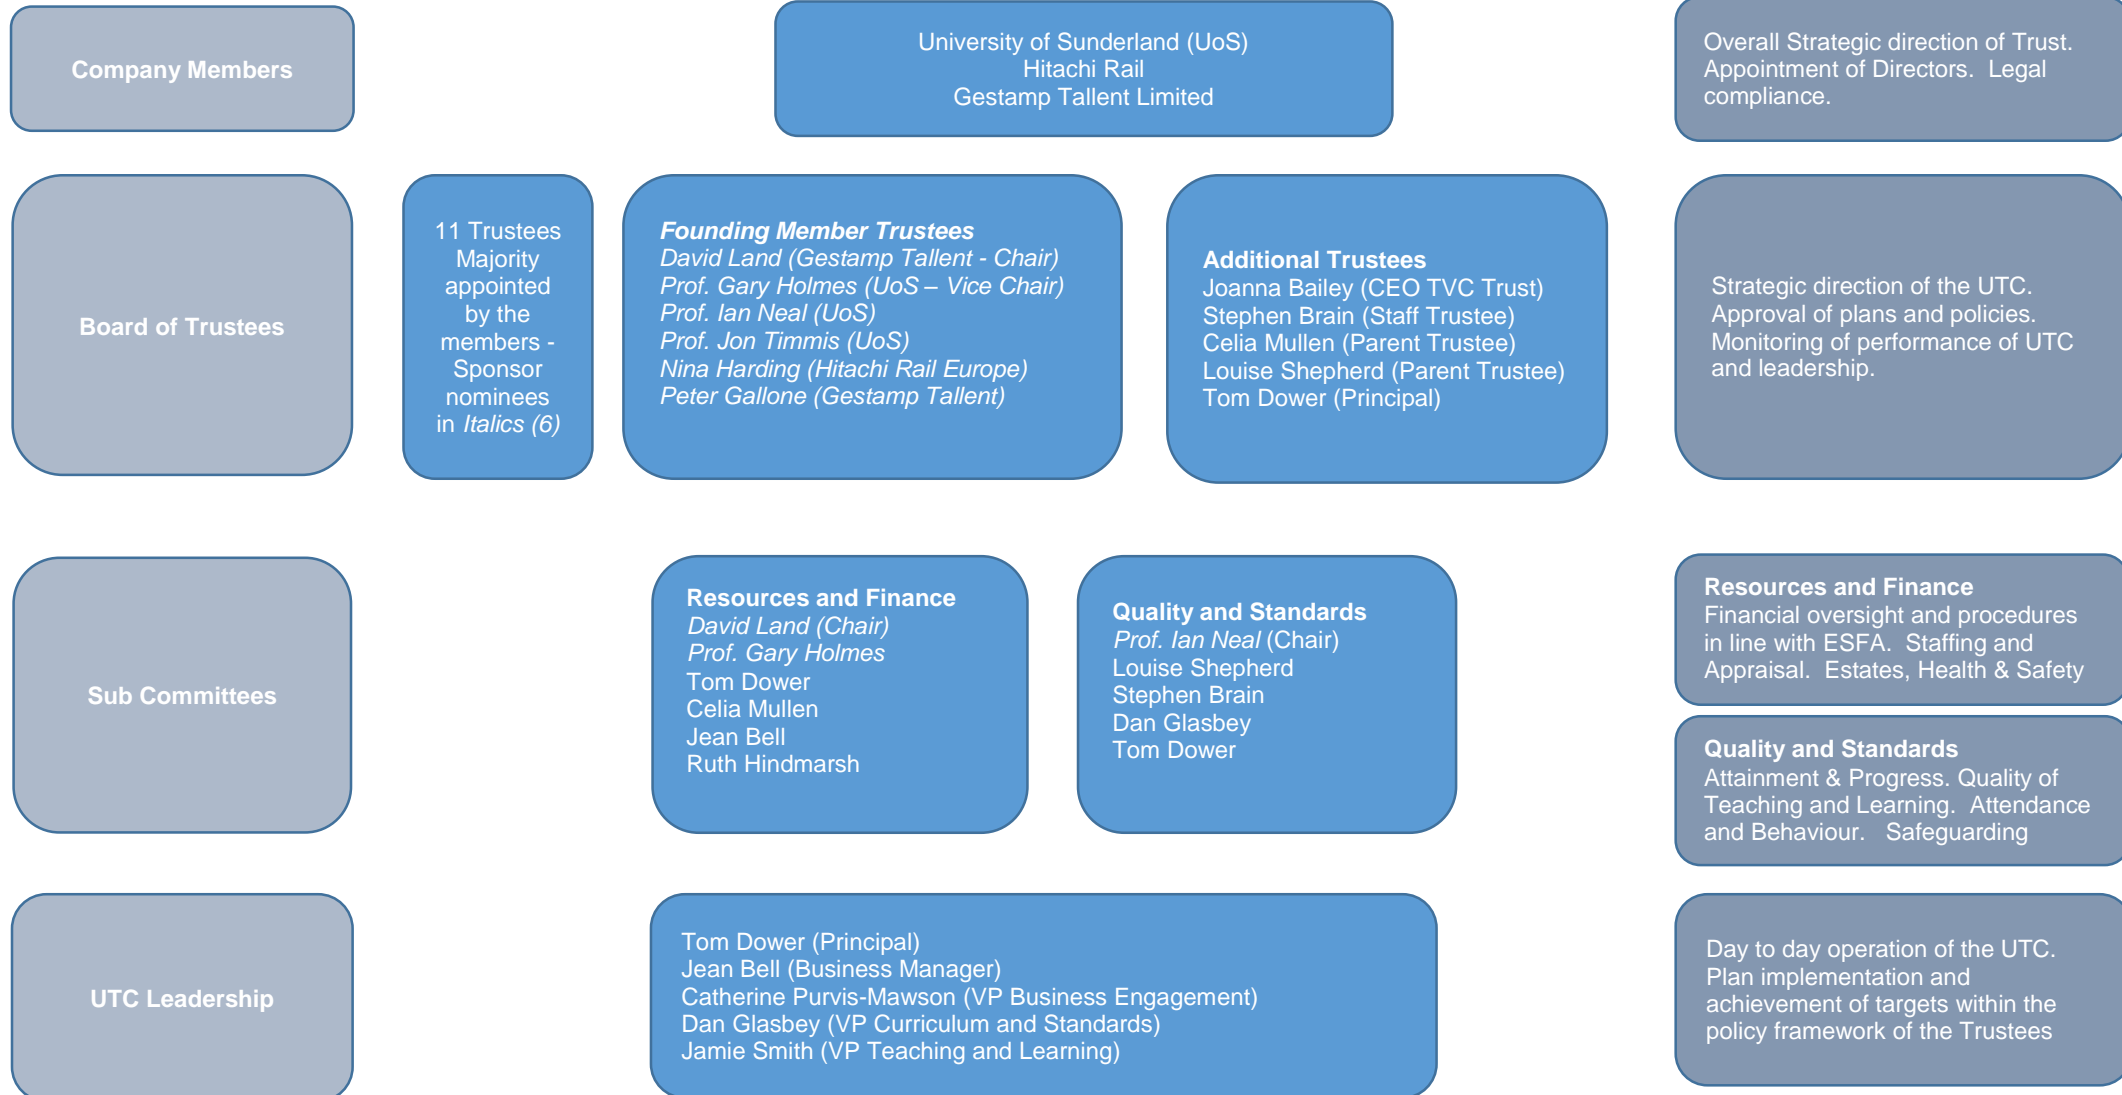 Company Members
University of Sunderland (UoS)
Hitachi Rail
Gestamp Tallent Limited
Overall Strategic direction of Trust.
Appointment of Directors. Legal
compliance.
Board of Trustees
11 Trustees
Majority
appointed
by the
members -
Sponsor
nominees
in Italics (6)
Founding Member Trustees
David Land (Gestamp Tallent - Chair)
Prof. Gary Holmes (UoS – Vice Chair)
Prof. Ian Neal (UoS)
Prof. Jon Timmis (UoS)
Nina Harding (Hitachi Rail Europe)
Peter Gallone (Gestamp Tallent)
Additional Trustees
Joanna Bailey (CEO TVC Trust)
Stephen Brain (Staff Trustee)
Celia Mullen (Parent Trustee)
Louise Shepherd (Parent Trustee)
Tom Dower (Principal)
Strategic direction of the UTC.
Approval of plans and policies.
Monitoring of performance of UTC
and leadership.
Sub Committees
Resources and Finance
David Land (Chair)
Prof. Gary Holmes
Tom Dower
Celia Mullen
Jean Bell
Ruth Hindmarsh
Quality and Standards
Prof. Ian Neal (Chair)
Louise Shepherd
Stephen Brain
Dan Glasbey
Tom Dower
Resources and Finance
Financial oversight and procedures
in line with ESFA. Staffing and
Appraisal. Estates, Health & Safety
Quality and Standards
Attainment & Progress. Quality of
Teaching and Learning. Attendance
and Behaviour. Safeguarding
UTC Leadership
Tom Dower (Principal)
Jean Bell (Business Manager)
Catherine Purvis-Mawson (VP Business Engagement)
Dan Glasbey (VP Curriculum and Standards)
Jamie Smith (VP Teaching and Learning)
Day to day operation of the UTC.
Plan implementation and
achievement of targets within the
policy framework of the Trustees